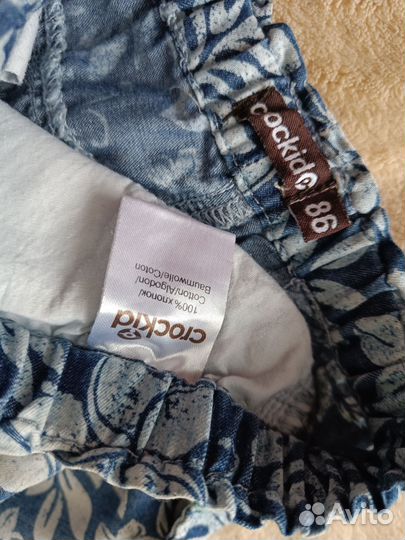 crockid
86
crockid
100% хлопок/
Cotton/Algodon/
Baumwolle/Coton
Avito